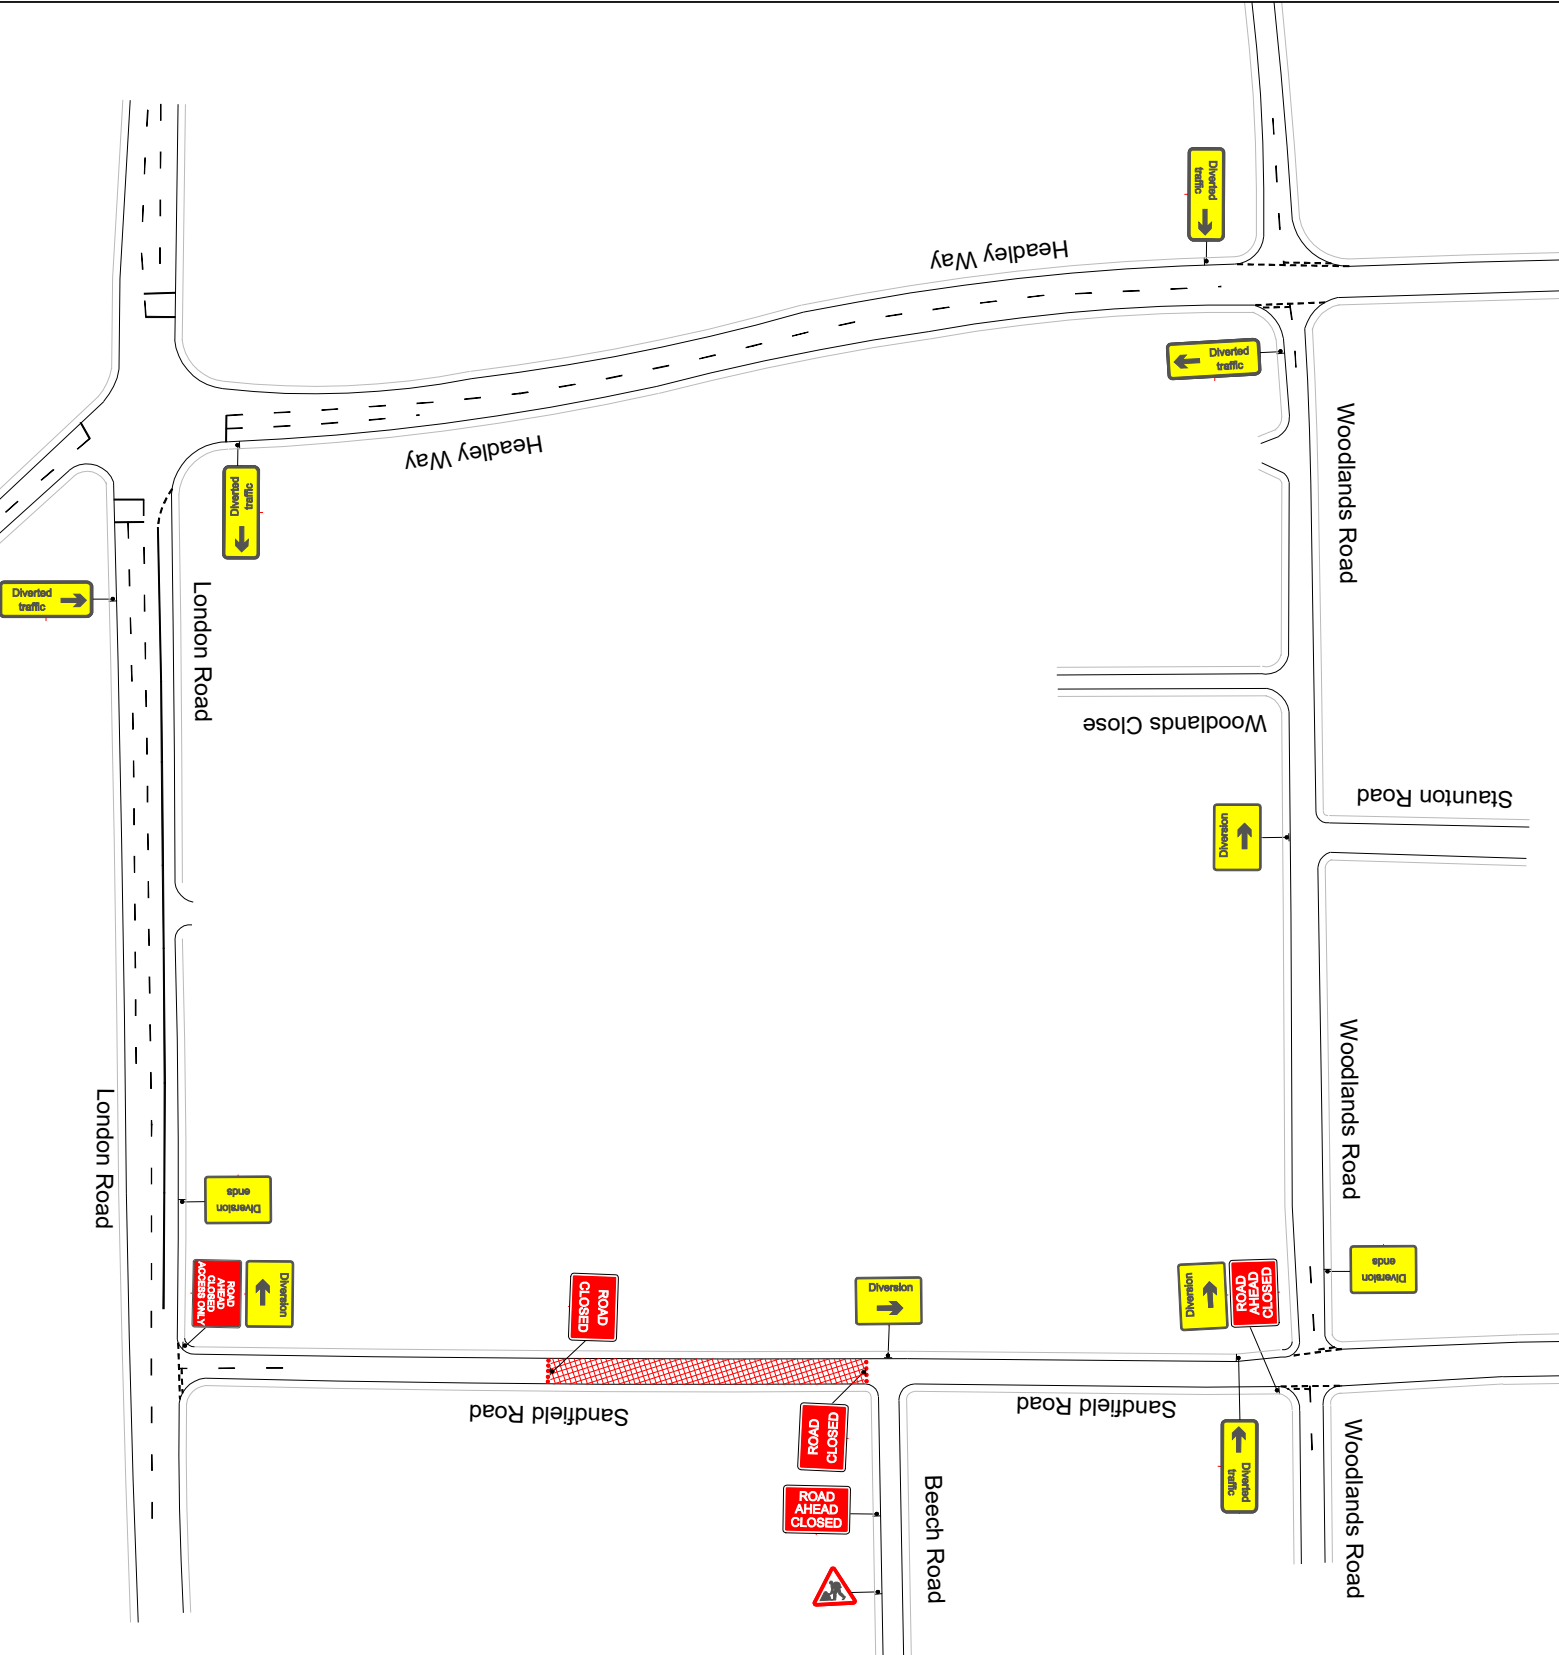 Diverted
traffic
Headley Way
Diverted
traffic
Headley Way
Woodlands Road
Diverted
traffic
Diverted
traffic
London Road
Woodlands Close
Staunton Road
Diversion
Woodlands Road
London Road
Diversion
ends
Diversion
ends
ROAD
AHEAD
CLOSED
ACCESS ONLY
Diversion
ROAD
CLOSED
Diversion
Diversion
ROAD
AHEAD
CLOSED
Sandfield Road
Sandfield Road
ROAD
CLOSED
Diverted
traffic
Woodlands Road
ROAD
AHEAD
CLOSED
Beech Road